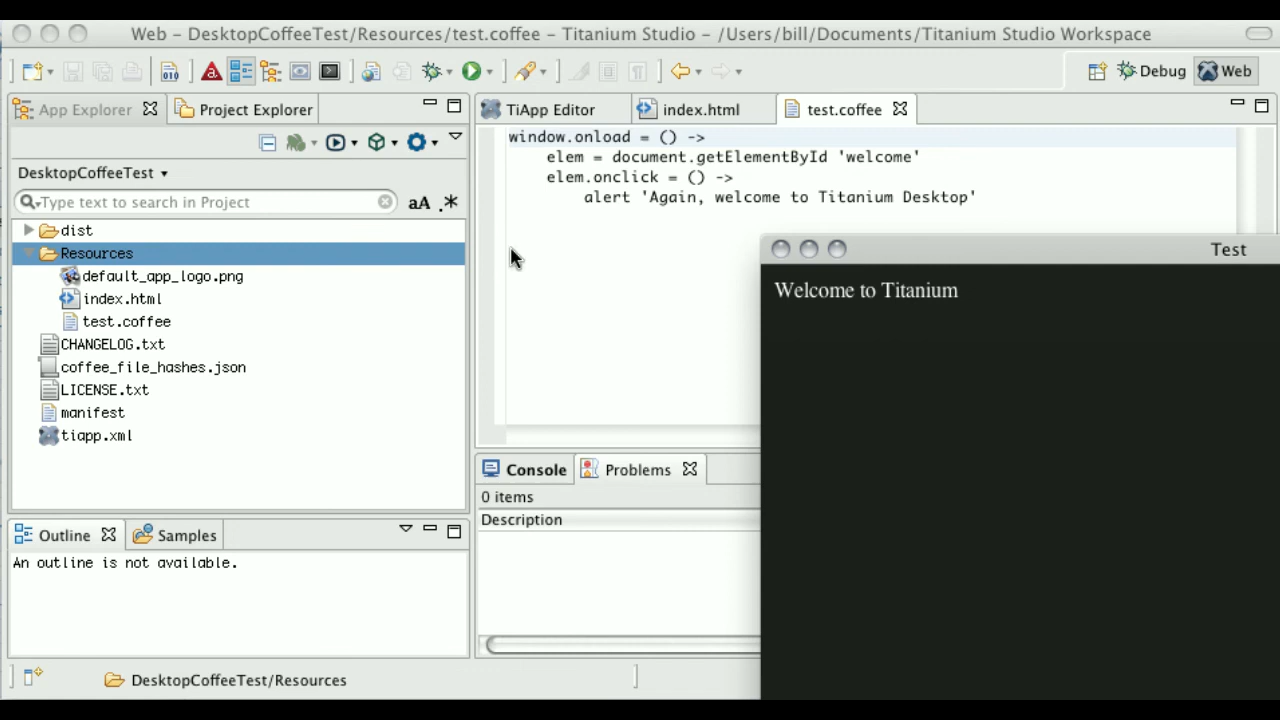 Web – DesktopCoffeeTest/Resources/test.coffee – Titanium Studio – /Users/bill/Documents/Titanium Studio Workspace
Debug
Web
App Explorer
Project Explorer
DesktopCoffeeTest
Type text to search in Project
aA .*
dist
Resources
default_app_logo.png
index.html
test.coffee
CHANGELOG.txt
coffee_file_hashes.json
LICENSE.txt
manifest
tiapp.xml
Outline
Samples
An outline is not available.
TiApp Editor
index.html
test.coffee
window.onload = () ->
elem = document.getElementById 'welcome'
elem.onclick = () ->
alert 'Again, welcome to Titanium Desktop'
Console
Problems
0 items
Description
Test
Welcome to Titanium
DesktopCoffeeTest/Resources